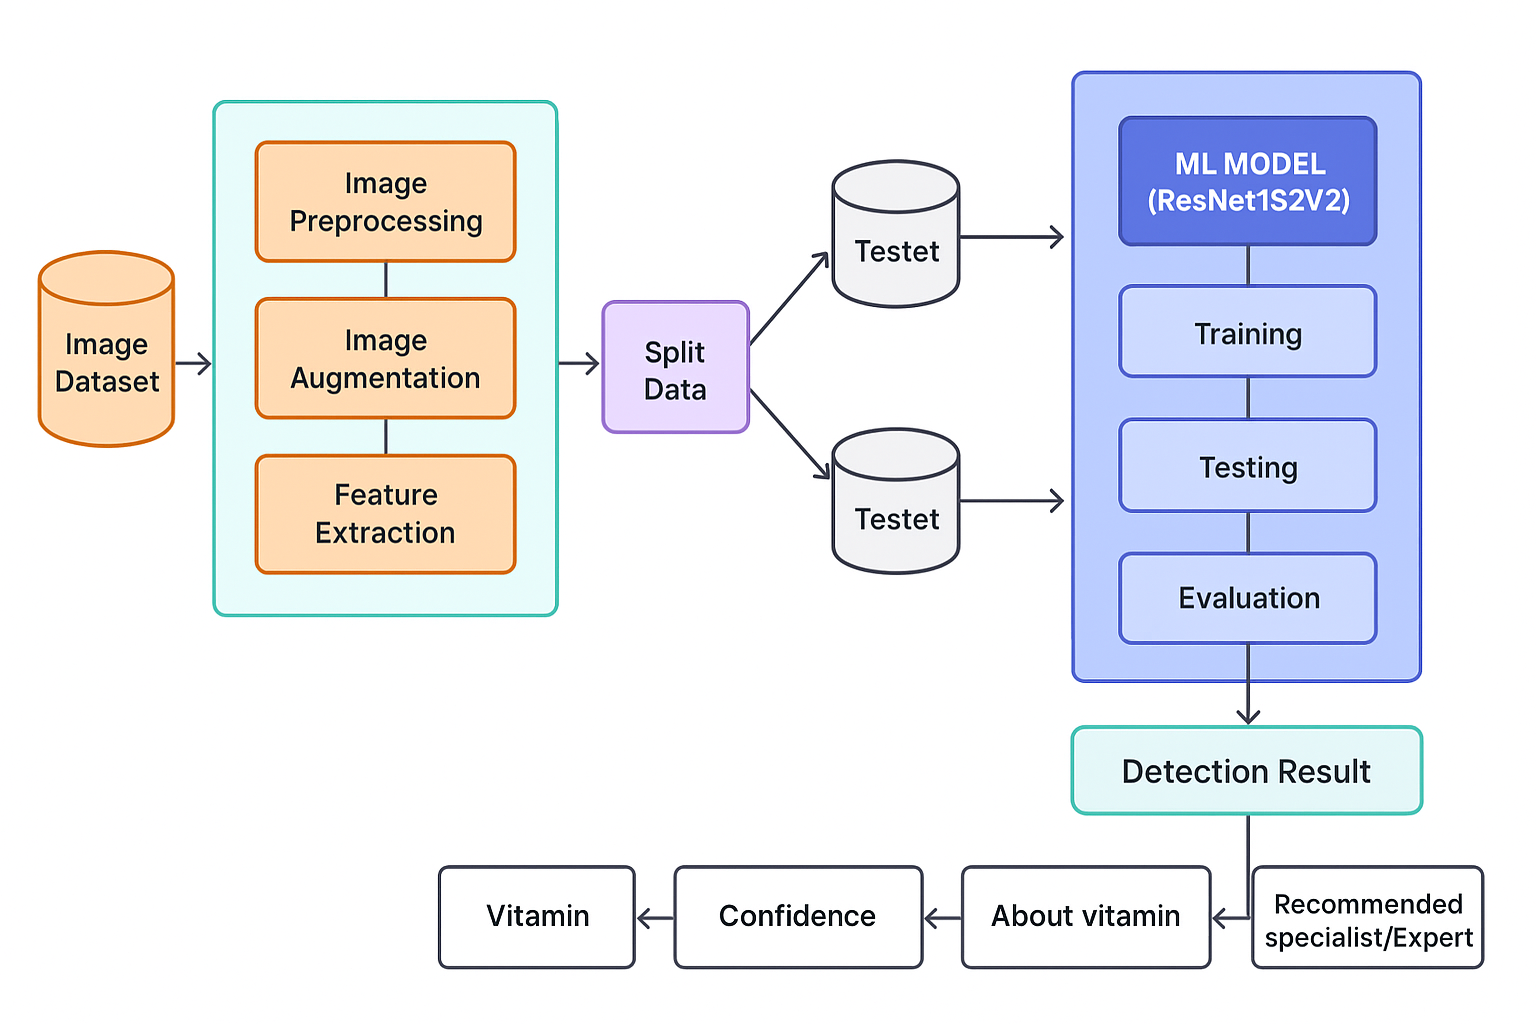 Image
Dataset
Image
Preprocessing
Image
Augmentation
Feature
Extraction
Split
Data
Testet
Testet
ML MODEL
(ResNet1S2V2)
Training
Testing
Evaluation
Detection Result
Vitamin
Confidence
About vitamin
Recommended
specialist/Expert